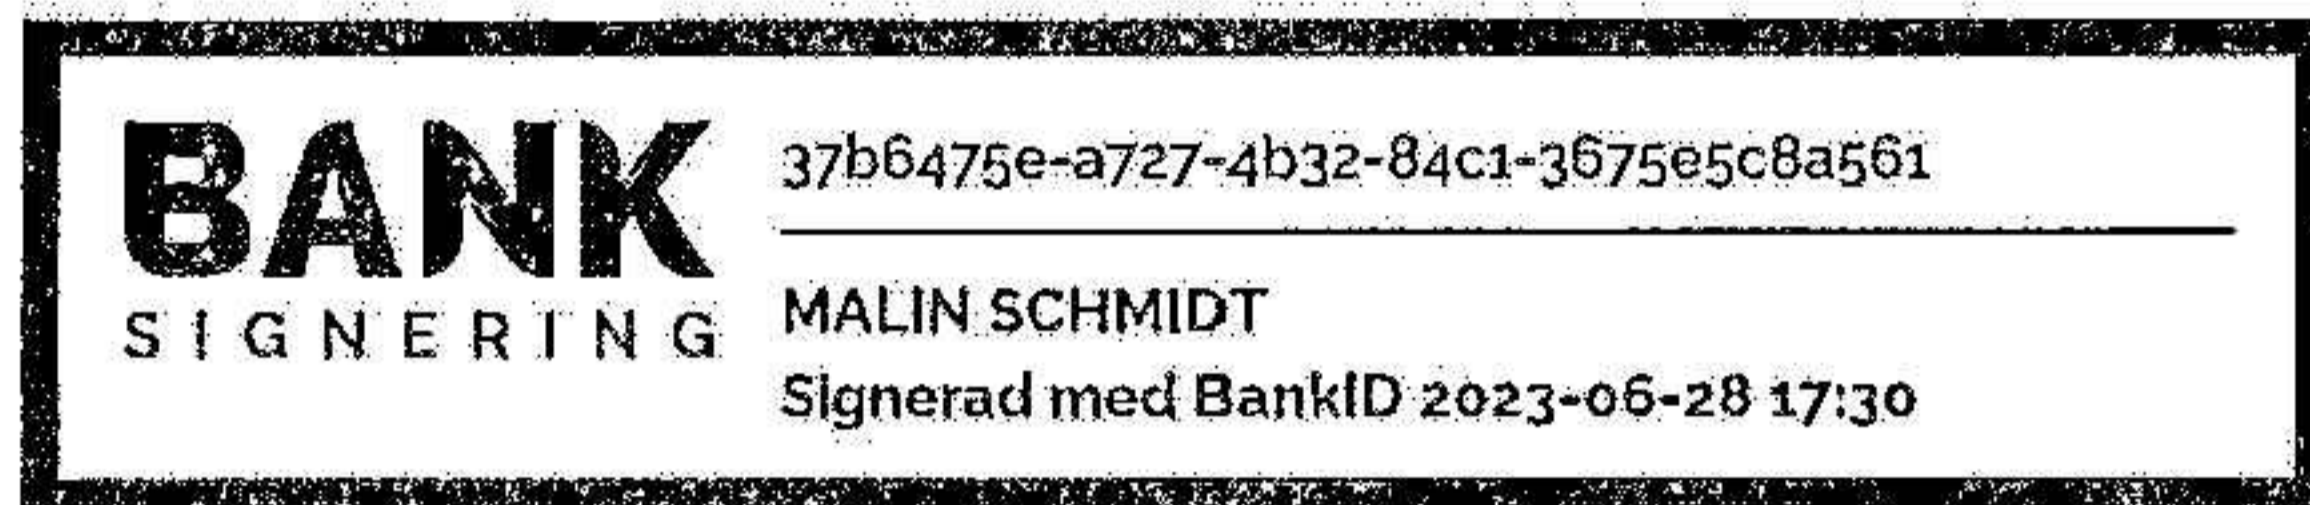 BANK
SIGNERING
37b6475e-a727-4b32-84c1-3675e5c8a561
MALIN SCHMIDT
Signerad med BankID 2023-06-28 17:30